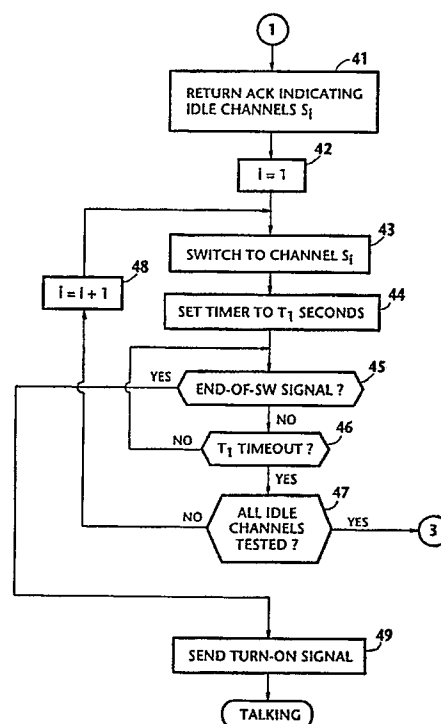 1
41
RETURN ACK INDICATING
IDLE CHANNELS Si
42
i = 1
43
SWITCH TO CHANNEL Si
48
i = i + 1
44
SET TIMER TO T1 SECONDS
45
YES
END-OF-SW SIGNAL ?
NO
46
NO
T1 TIMEOUT ?
YES
47
NO
ALL IDLE
CHANNELS
TESTED ?
YES
3
49
SEND TURN-ON SIGNAL
TALKING